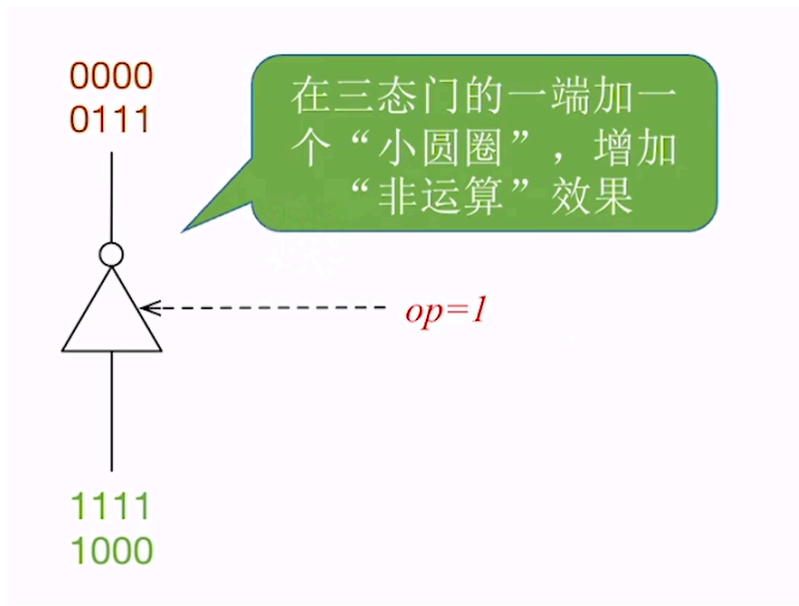 0000
0111
在三态门的一端加一
个“小圆圈”，增加
“非运算”效果
op=1
1111
1000